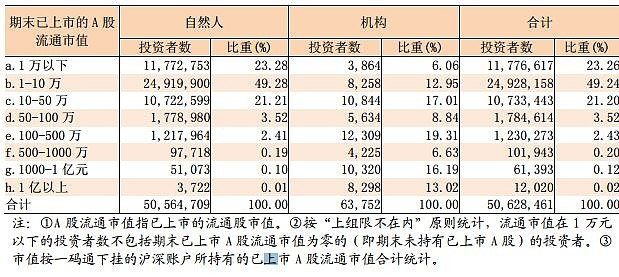 期末已上市的 A 股流通市值 自然人 机构 合计
投资者数 比重(%) 投资者数 比重(%) 投资者数 比重(%)
a.1 万以下 11,772,753 23.28 3,864 6.06 11,776,617 23.26
b.1-10 万 24,919,900 49.28 8,258 12.95 24,928,158 49.24
c.10-50 万 10,722,599 21.21 10,844 17.01 10,733,443 21.20
d.50-100 万 1,778,980 3.52 5,634 8.84 1,784,614 3.52
e.100-500 万 1,217,964 2.41 12,309 19.31 1,230,273 2.43
f.500-1000 万 97,718 0.19 4,225 6.63 101,943 0.20
g.1000-1 亿元 51,073 0.10 10,320 16.19 61,393 0.12
h.1 亿以上 3,722 0.01 8,298 13.02 12,020 0.02
合计 50,564,709 100.00 63,752 100.00 50,628,461 100.00
注：①A 股流通市值指已上市的流通股市值。②按“上组限不在内”原则统计，流通市值在 1 万元
以下的投资者数不包括期末已上市 A 股流通市值为零的（即期末未持有已上市 A 股）的投资者。③
市值按一码通下挂的沪深账户所持有的已上市 A 股流通市值合计统计。